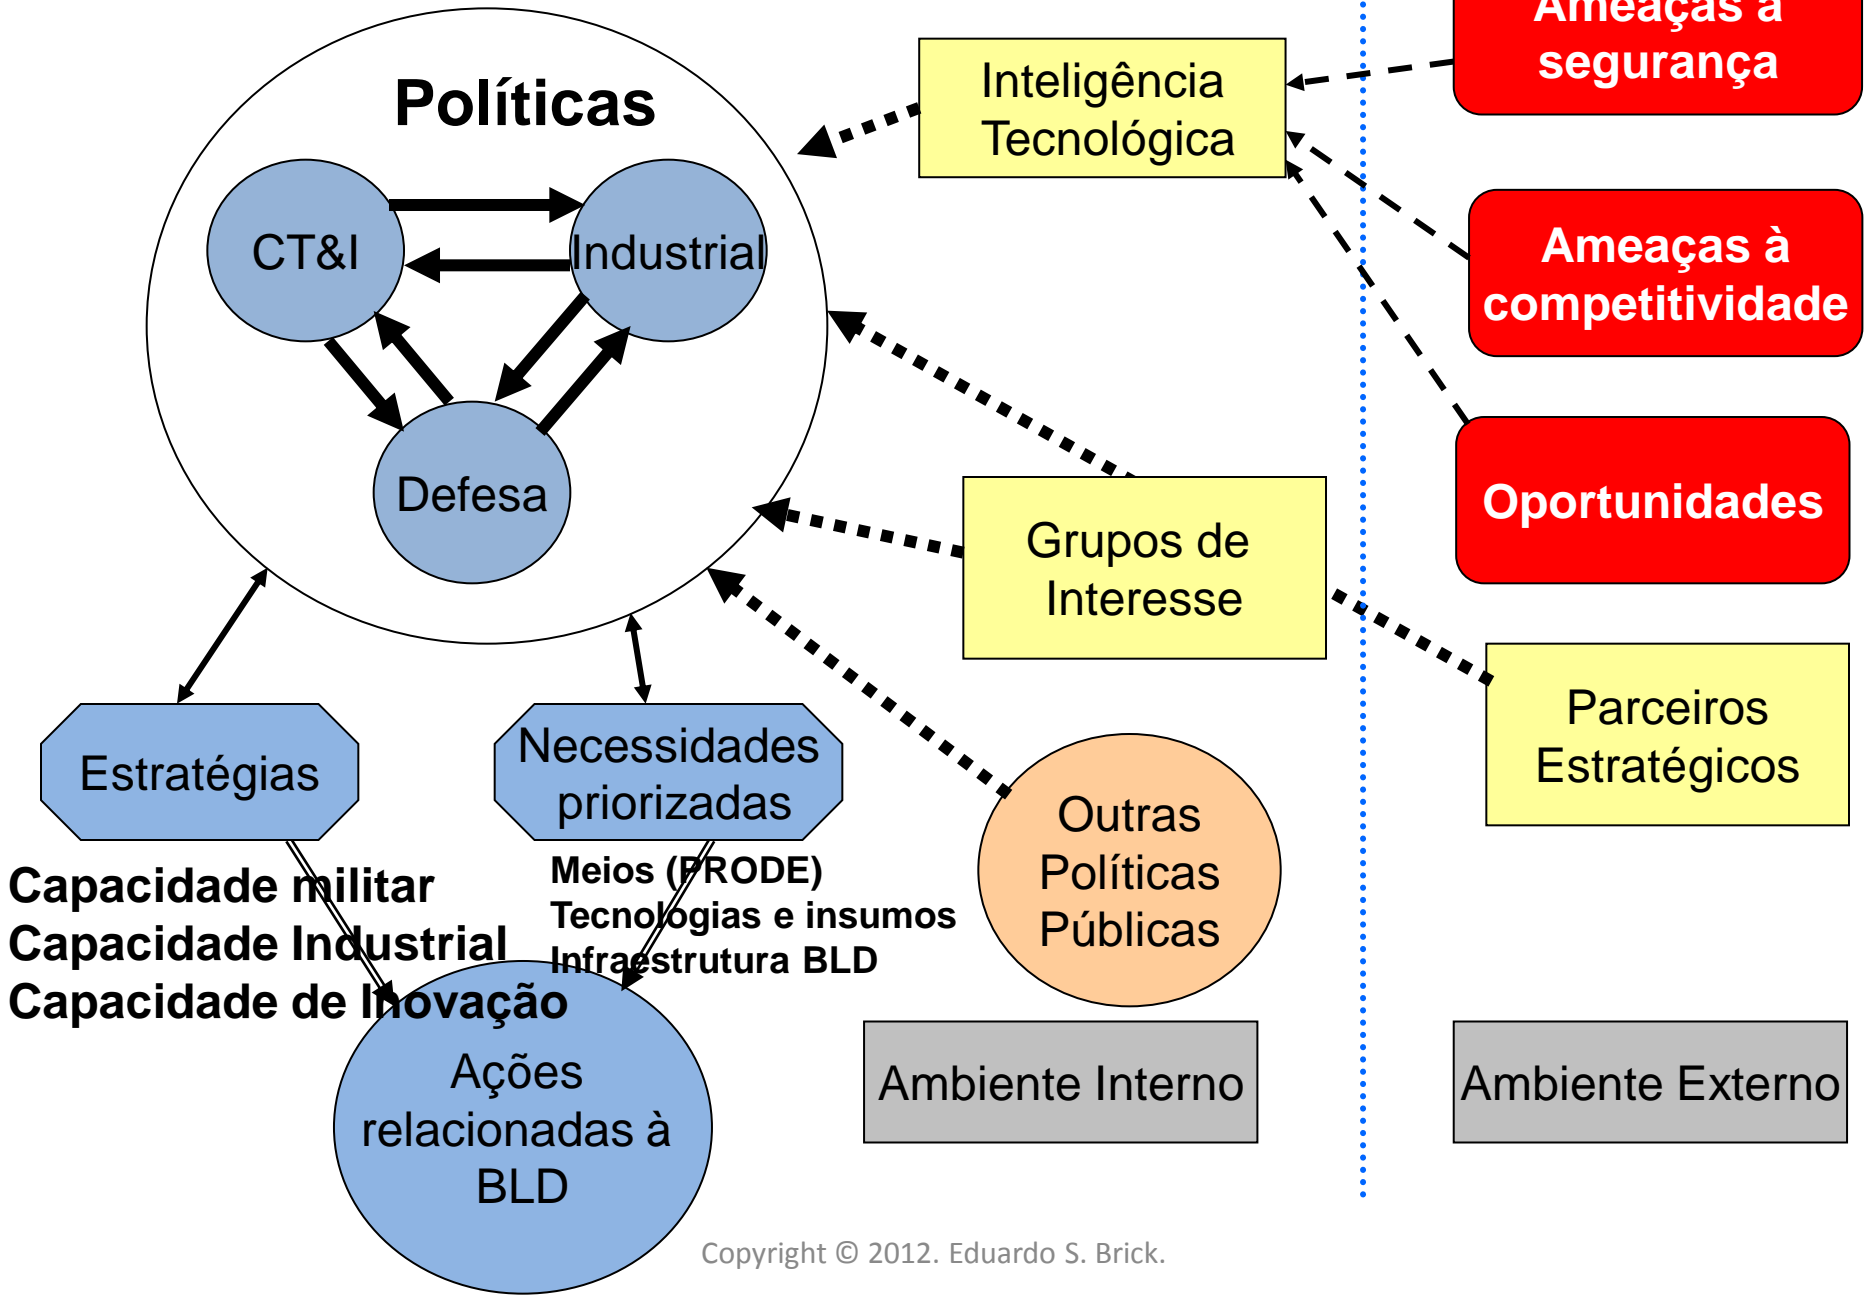 Políticas
CT&I
Industrial
Defesa
Inteligência
Tecnológica
Ameaças à
segurança
Ameaças à
competitividade
Oportunidades
Grupos de
Interesse
Parceiros
Estratégicos
Estratégias
Necessidades
priorizadas
Outras
Políticas
Públicas
Capacidade militar
Capacidade Industrial
Capacidade de Inovação
Meios (PRODE)
Tecnologias e insumos
Infraestrutura BLD
Ações
relacionadas à
BLD
Ambiente Interno
Ambiente Externo
Copyright © 2012. Eduardo S. Brick.